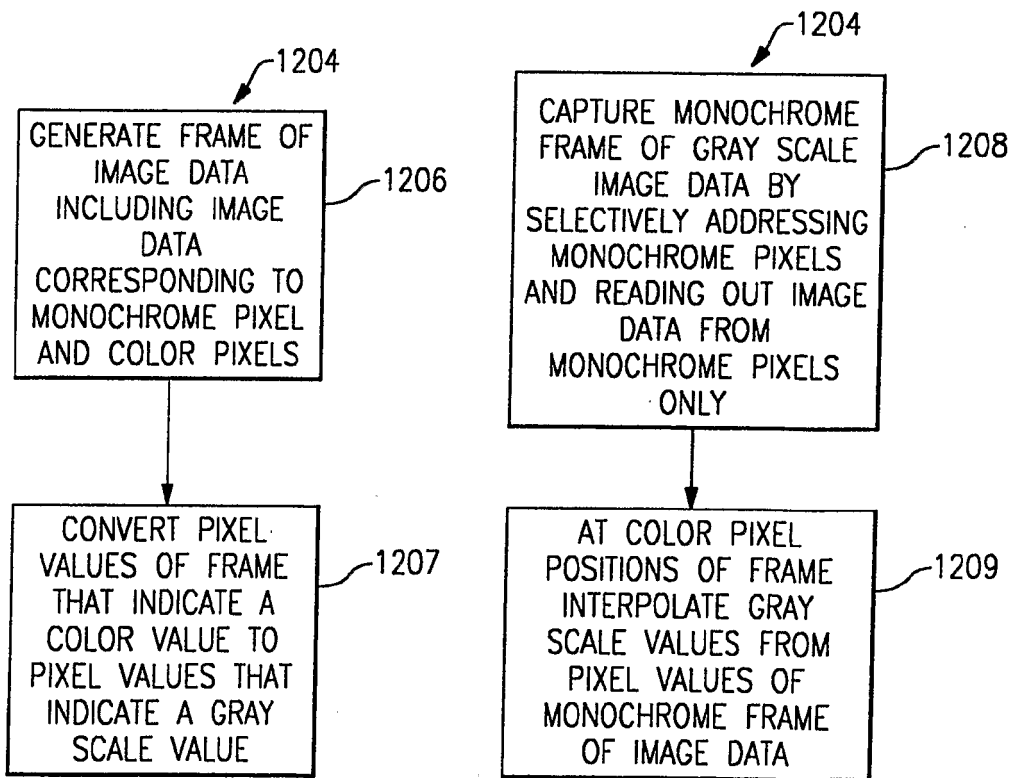 1204
GENERATE FRAME OF
IMAGE DATA
INCLUDING IMAGE
DATA
CORRESPONDING TO
MONOCHROME PIXEL
AND COLOR PIXELS
1206
CONVERT PIXEL
VALUES OF FRAME
THAT INDICATE A
COLOR VALUE TO
PIXEL VALUES THAT
INDICATE A GRAY
SCALE VALUE
1207
1204
CAPTURE MONOCHROME
FRAME OF GRAY SCALE
IMAGE DATA BY
SELECTIVELY ADDRESSING
MONOCHROME PIXELS
AND READING OUT IMAGE
DATA FROM
MONOCHROME PIXELS
ONLY
1208
AT COLOR PIXEL
POSITIONS OF FRAME
INTERPOLATE GRAY
SCALE VALUES FROM
PIXEL VALUES OF
MONOCHROME FRAME
OF IMAGE DATA
1209